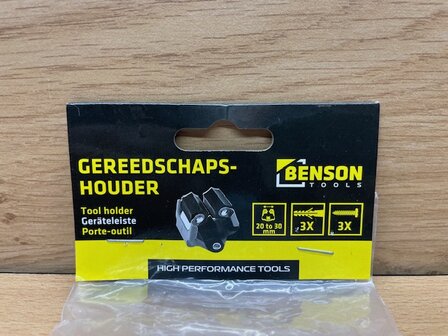 GEREEDSCHAPS-
HOUDER
Tool holder
Geräteleiste
Porte-outil
BENSON
TOOLS
20 to 30
mm
3X
3X
HIGH PERFORMANCE TOOLS